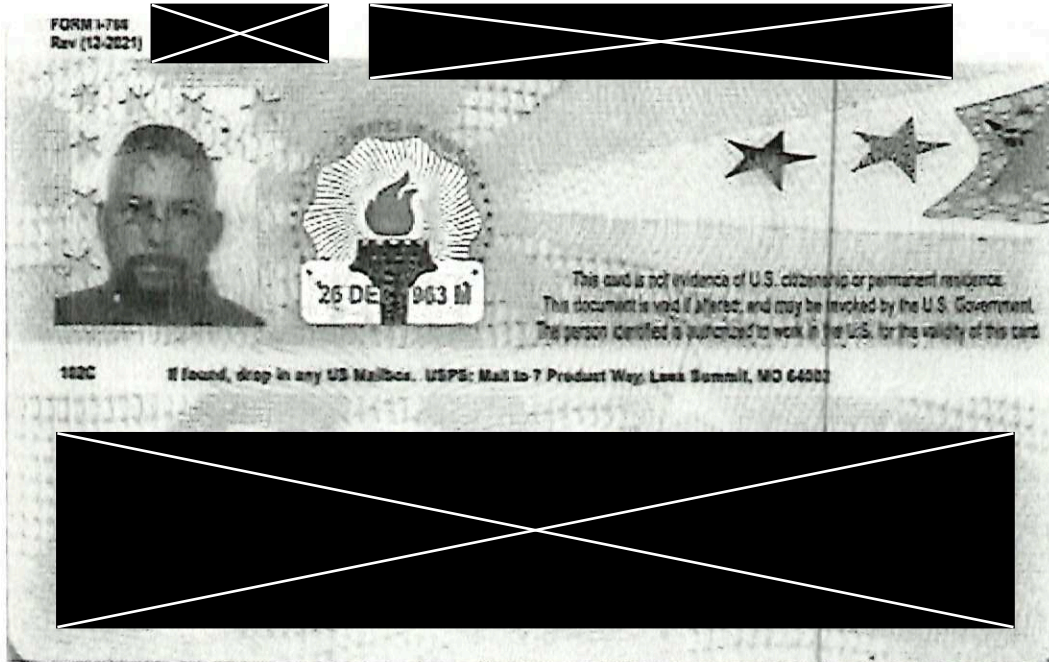 FORM I-766
Rev (12-2021)
26 DE 963 M
This card is not evidence of U.S. citizenship or permanent residence.
This document is void if altered, and may be revoked by the U.S. Government.
The person identified is authorized to work in the U.S. for the validity of this card.
If found, drop in any US Mailbox. USPS: Mail to 7 Product Way, Lees Summit, MO 64002